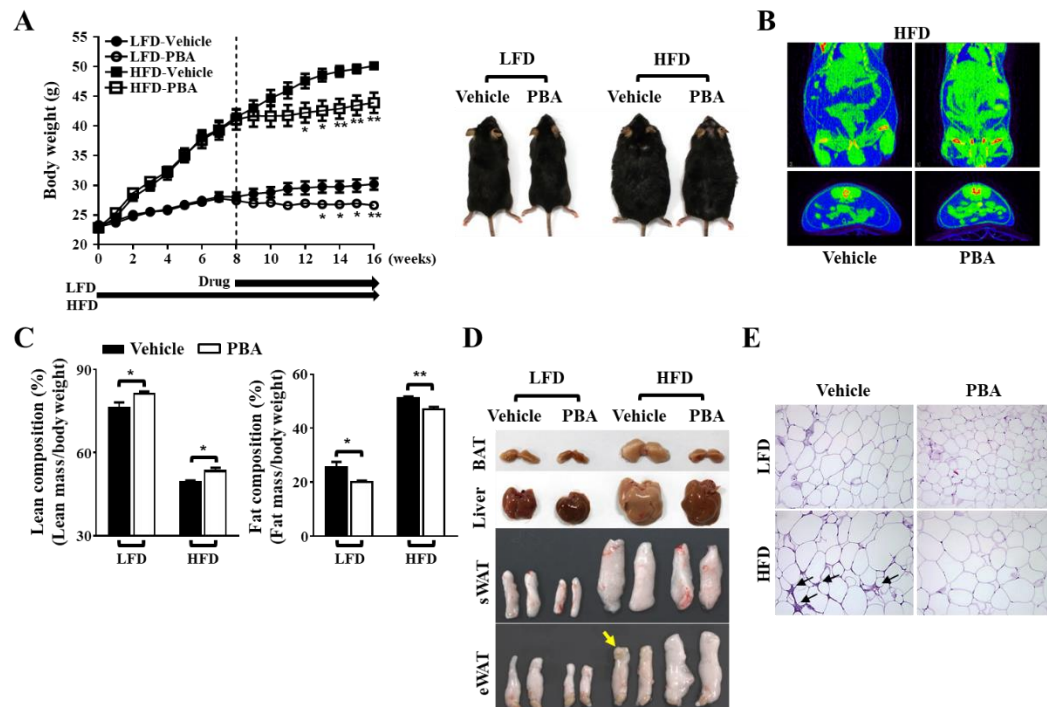 A
LFD-Vehicle
LFD-PBA
HFD-Vehicle
HFD-PBA
Body weight (g)
55
50
45
40
35
30
25
20
* * ** ** **
* * * **
0 2 4 6 8 10 12 14 16 (weeks)
Drug
LFD
HFD
LFD HFD
Vehicle PBA Vehicle PBA
B
HFD
Vehicle PBA
C
Vehicle PBA
Lean composition (%)
(Lean mass/body weight)
90
60
30
*
*
LFD HFD
Fat composition (%)
(Fat mass/body weight)
60
40
20
0
*
**
LFD HFD
D
LFD HFD
Vehicle PBA Vehicle PBA
BAT
Liver
sWAT
eWAT
E
Vehicle PBA
LFD
HFD